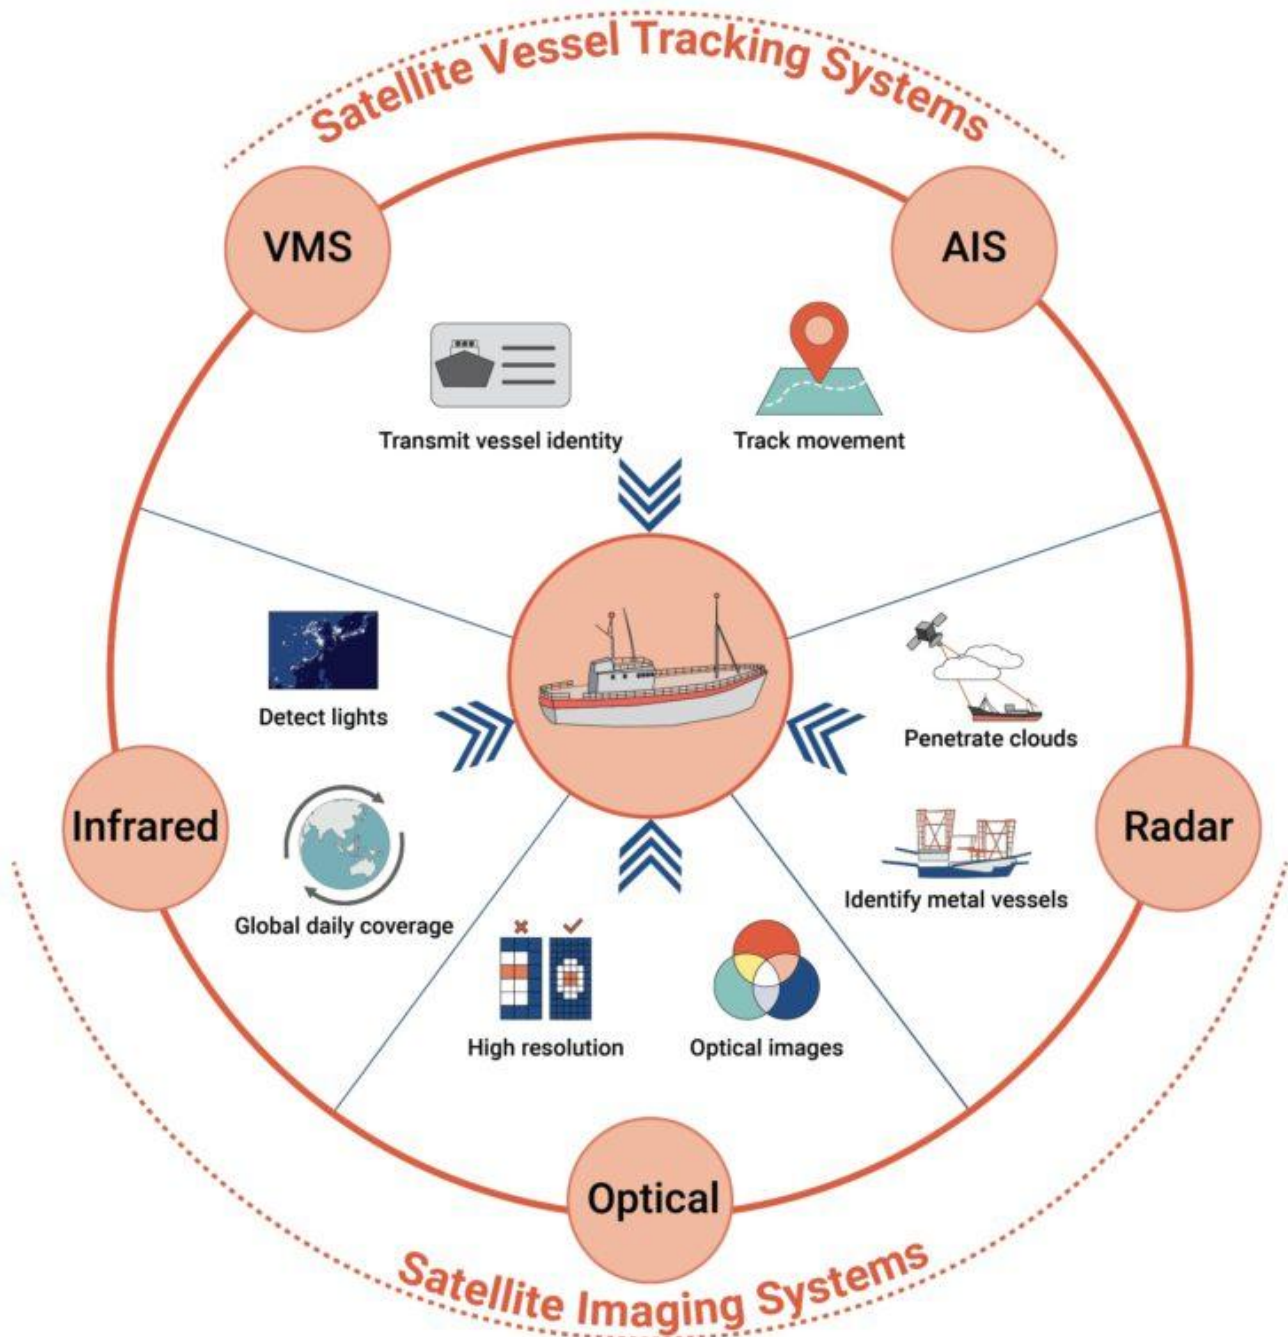 Satellite Vessel Tracking Systems
VMS
AIS
Transmit vessel identity
Track movement
Detect lights
Penetrate clouds
Infrared
Radar
Global daily coverage
Identify metal vessels
High resolution
Optical images
Optical
Satellite Imaging Systems